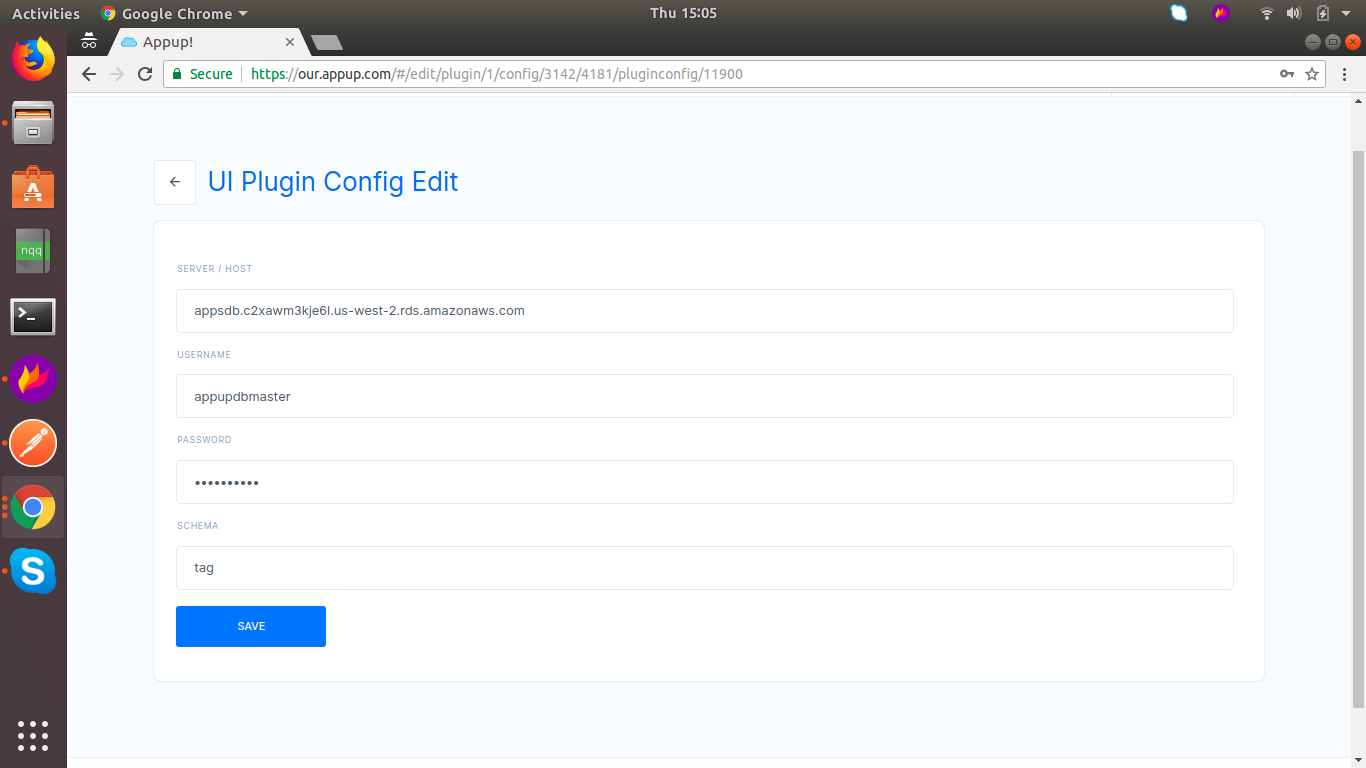 Activities Google Chrome Thu 15:05
Appup!
Secure https://our.appup.com/#/edit/plugin/1/config/3142/4181/pluginconfig/11900
nqq
UI Plugin Config Edit
SERVER / HOST
appsdb.c2xawm3kje6l.us-west-2.rds.amazonaws.com
USERNAME
appupdbmaster
PASSWORD
••••••••••
SCHEMA
tag
SAVE